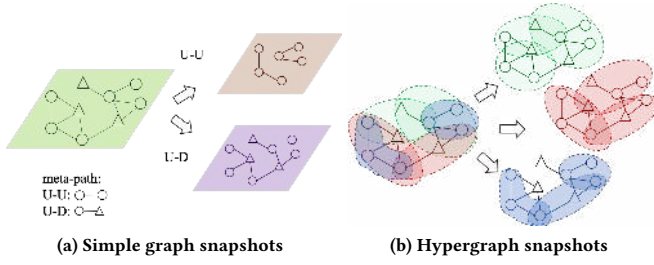 U-U
U-D
meta-path:
U-U:
U-D:
(a) Simple graph snapshots
(b) Hypergraph snapshots